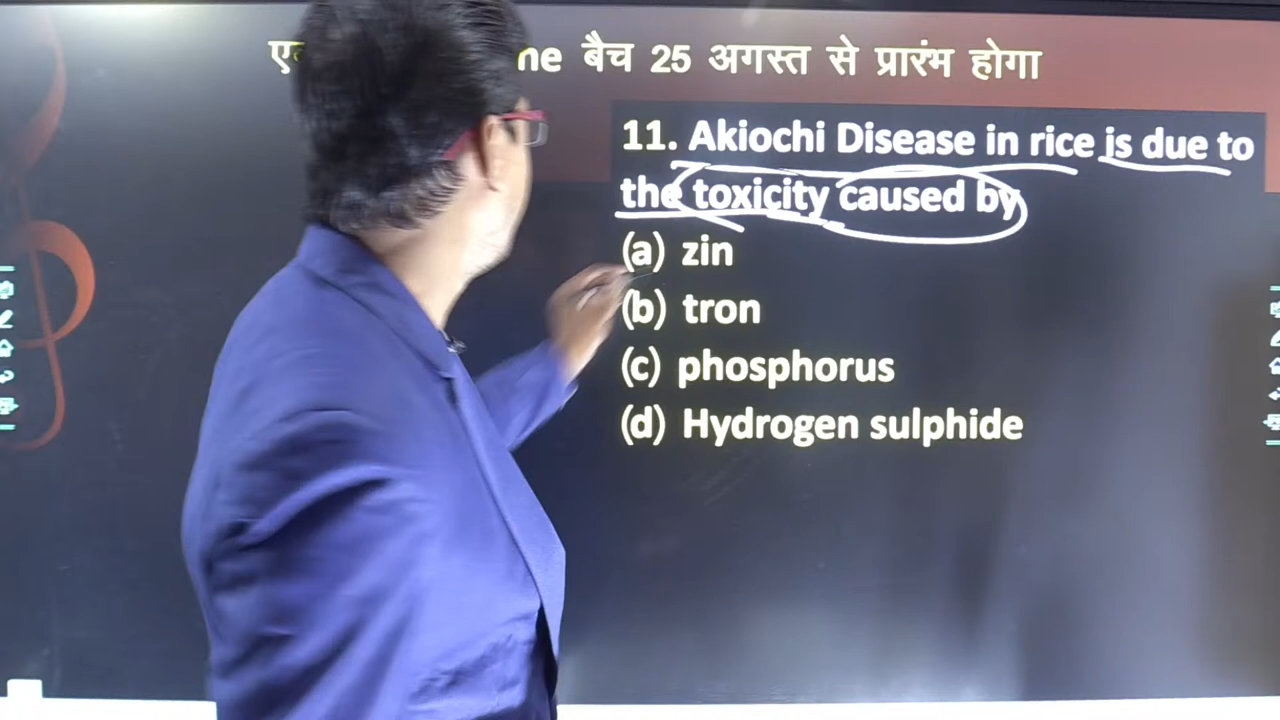 बैच 25 अगस्त से प्रारंभ होगा
11. Akiochi Disease in rice is due to
the toxicity caused by
(a) zin
(b) tron
(c) phosphorus
(d) Hydrogen sulphide